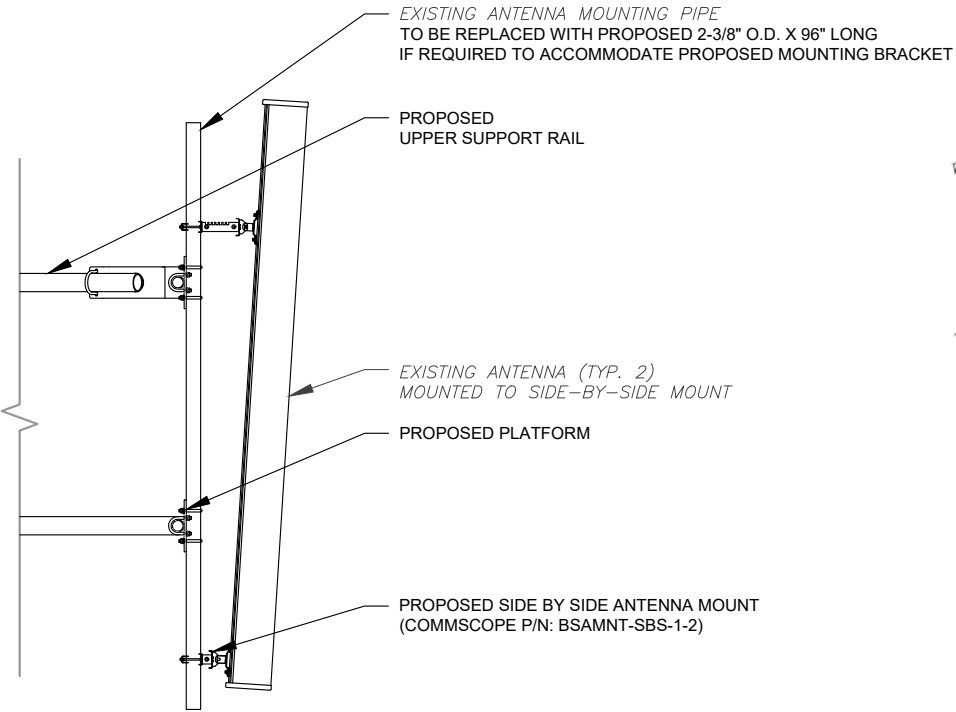 EXISTING ANTENNA MOUNTING PIPE
TO BE REPLACED WITH PROPOSED 2-3/8" O.D. X 96" LONG
IF REQUIRED TO ACCOMMODATE PROPOSED MOUNTING BRACKET
PROPOSED
UPPER SUPPORT RAIL
EXISTING ANTENNA (TYP. 2)
MOUNTED TO SIDE-BY-SIDE MOUNT
PROPOSED PLATFORM
PROPOSED SIDE BY SIDE ANTENNA MOUNT
(COMMSCOPE P/N: BSAMNT-SBS-1-2)